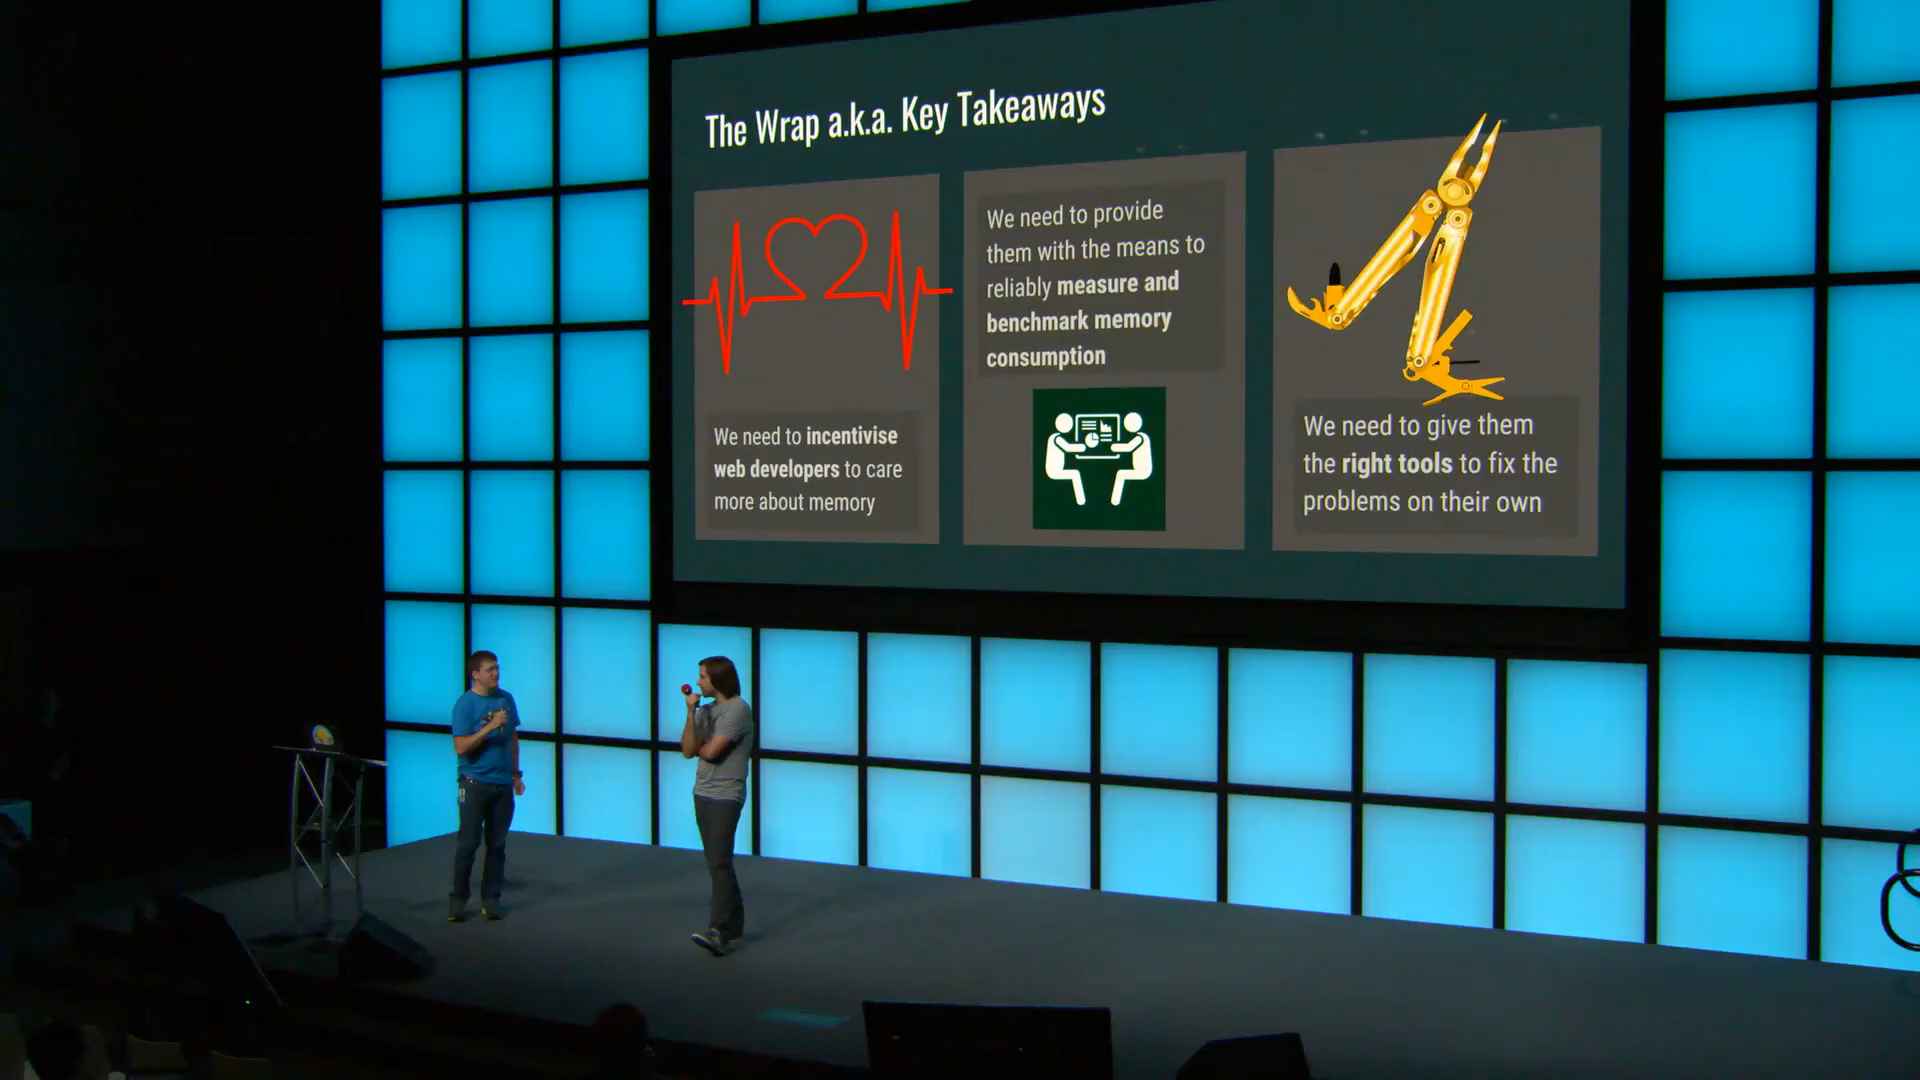 The Wrap a.k.a. Key Takeaways
We need to incentivise
web developers to care
more about memory
We need to provide
them with the means to
reliably measure and
benchmark memory
consumption
We need to give them
the right tools to fix the
problems on their own